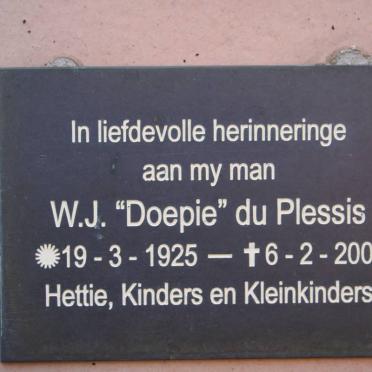 In liefdevolle herinneringe
aan my man
W.J. “Doepie” du Plessis
19 - 3 - 1925 — ✝ 6 - 2 - 200
Hettie, Kinders en Kleinkinders